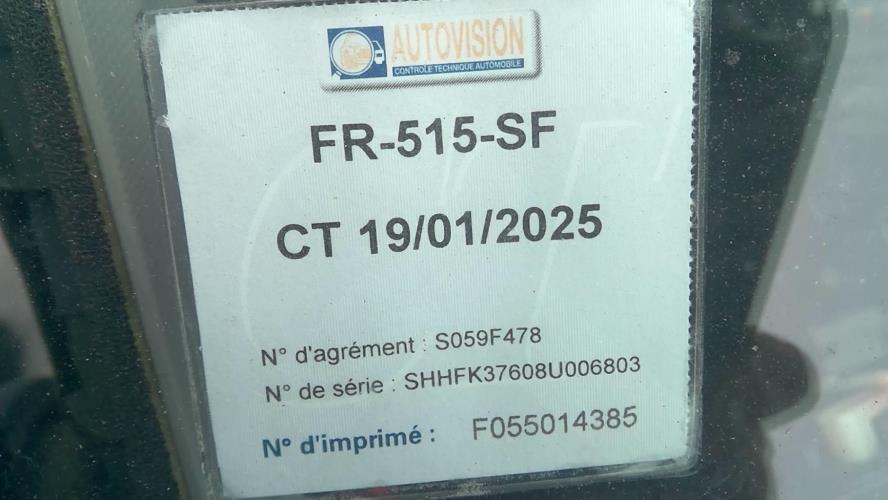 AUTOVISION
CONTROLE TECHNIQUE AUTOMOBILE
FR-515-SF
CT 19/01/2025
N° d'agrément : S059F478
N° de série : SHHFK37608U006803
N° d'imprimé : F055014385